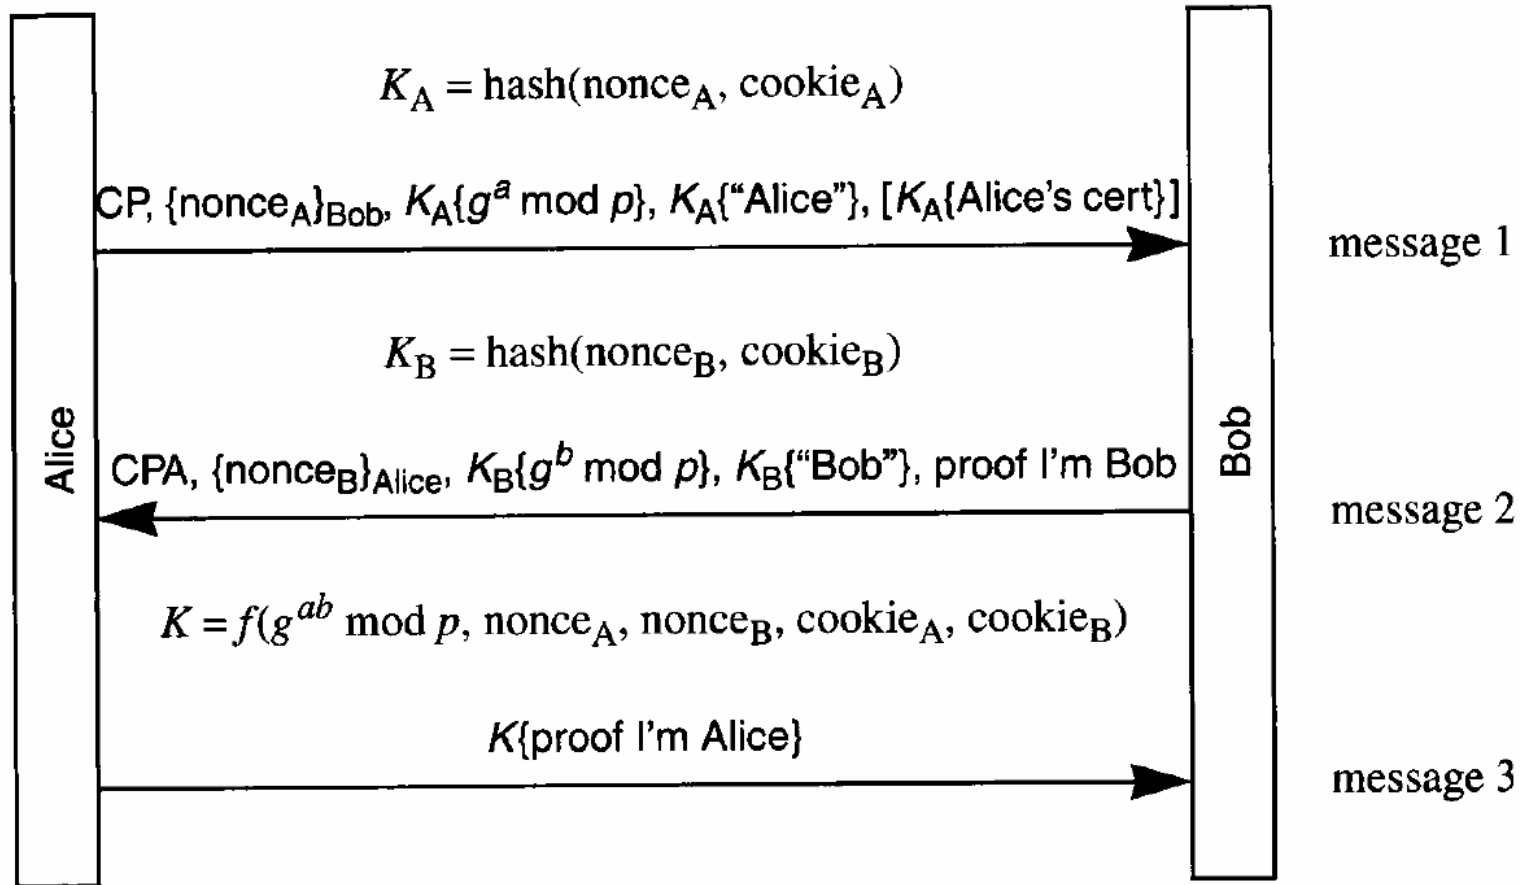 K_A = hash(nonce_A, cookie_A)
CP, {nonce_A}_Bob, K_A{g^a mod p}, K_A{“Alice”}, [K_A{Alice’s cert}]
message 1
K_B = hash(nonce_B, cookie_B)
Alice
Bob
CPA, {nonce_B}_Alice, K_B{g^b mod p}, K_B{“Bob”}, proof I’m Bob
message 2
K = f(g^ab mod p, nonce_A, nonce_B, cookie_A, cookie_B)
K{proof I’m Alice}
message 3